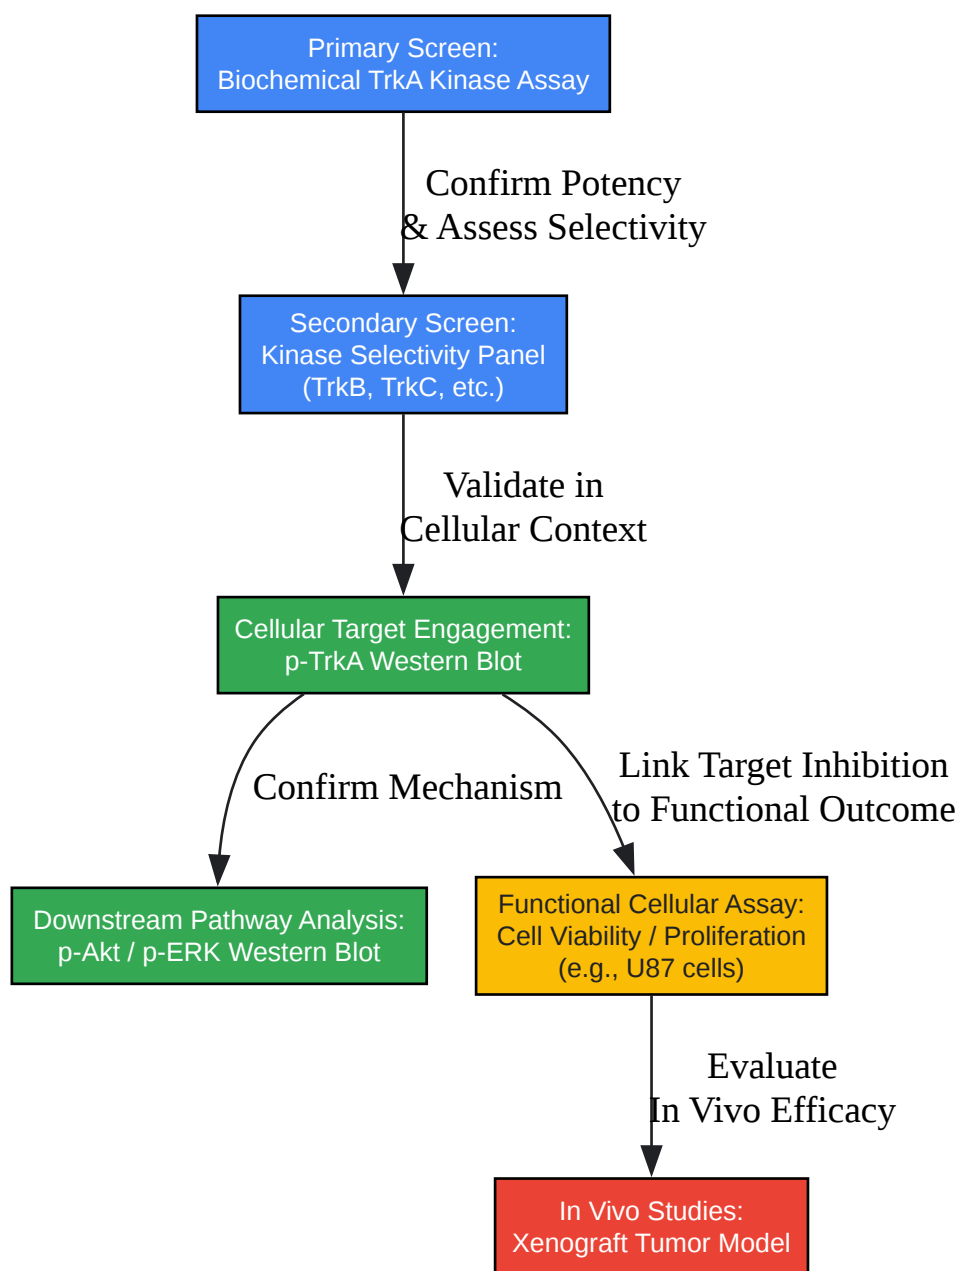 Primary Screen:
Biochemical TrkA Kinase Assay
Confirm Potency
& Assess Selectivity
Secondary Screen:
Kinase Selectivity Panel
(TrkB, TrkC, etc.)
Validate in
Cellular Context
Cellular Target Engagement:
p-TrkA Western Blot
Confirm Mechanism
Link Target Inhibition
to Functional Outcome
Downstream Pathway Analysis:
p-Akt / p-ERK Western Blot
Functional Cellular Assay:
Cell Viability / Proliferation
(e.g., U87 cells)
Evaluate
In Vivo Efficacy
In Vivo Studies:
Xenograft Tumor Model